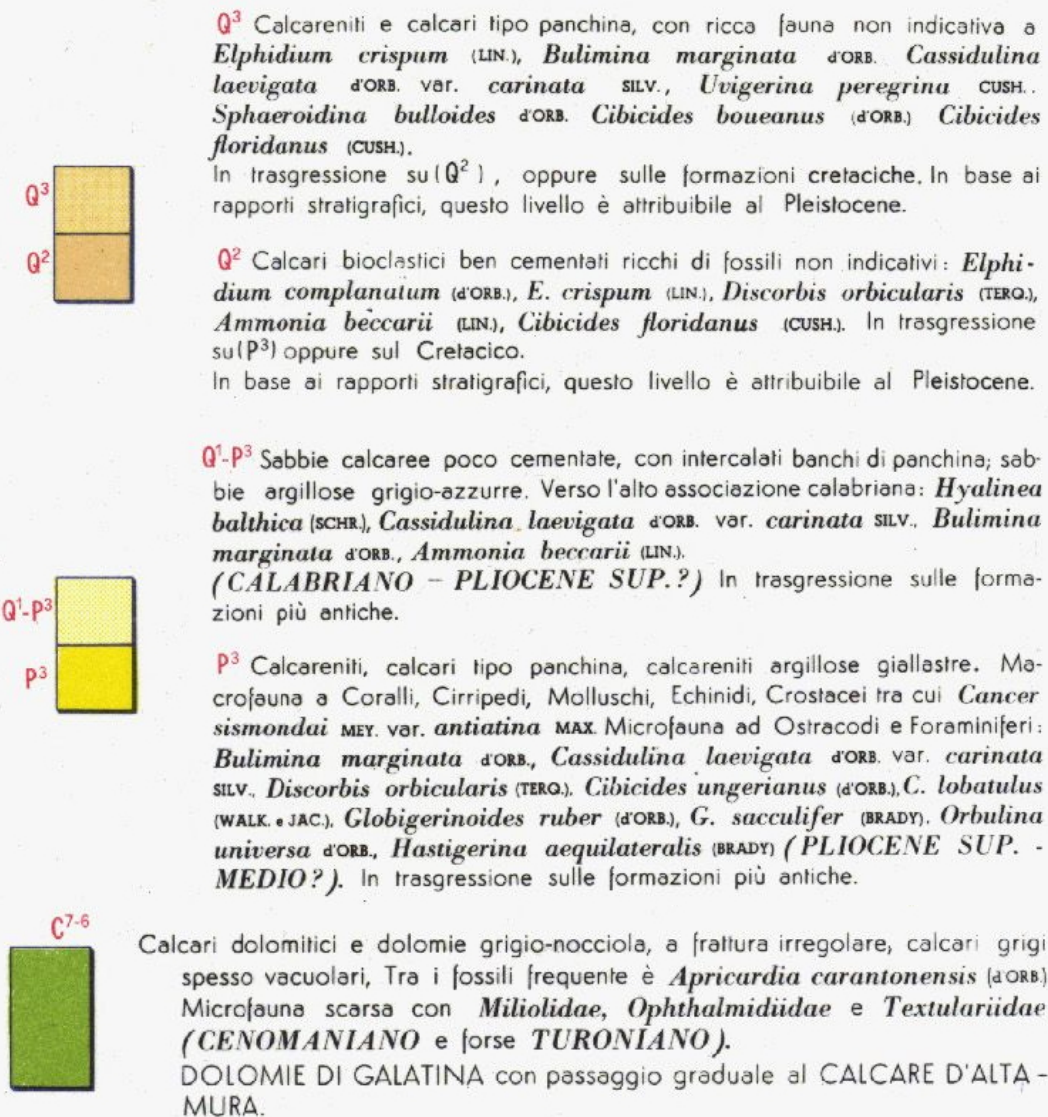 Q³ Calcareniti e calcari tipo panchina, con ricca fauna non indicativa a
Elphidium crispum (LIN.), Bulimina marginata d'ORB. Cassidulina
laevigata d'ORB. var. carinata SILV., Uvigerina peregrina CUSH..
Sphaeroidina bulloides d'ORB. Cibicides boueanus (d'ORB.) Cibicides
floridanus (CUSH.).
In trasgressione su (Q²), oppure sulle formazioni cretaciche. In base ai
rapporti stratigrafici, questo livello è attribuibile al Pleistocene.
Q³
Q²
Q² Calcari bioclastici ben cementati ricchi di fossili non indicativi: Elphi-
dium complanatum (d'ORB.), E. crispum (LIN.), Discorbis orbicularis (TERQ.),
Ammonia beccarii (LIN.), Cibicides floridanus (CUSH.). In trasgressione
su (P³) oppure sul Cretacico.
In base ai rapporti stratigrafici, questo livello è attribuibile al Pleistocene.
Q¹-P³ Sabbie calcaree poco cementate, con intercalati banchi di panchina; sab-
bie argillose grigio-azzurre. Verso l'alto associazione calabriana: Hyalinea
balthica (SCHR.), Cassidulina laevigata d'ORB. var. carinata SILV., Bulimina
marginata d'ORB., Ammonia beccarii (LIN.).
(CALABRIANO – PLIOCENE SUP.?) In trasgressione sulle forma-
zioni più antiche.
Q¹-P³
P³
P³ Calcareniti, calcari tipo panchina, calcareniti argillose giallastre. Ma-
crofauna a Coralli, Cirripedi, Molluschi, Echinidi, Crostacei tra cui Cancer
sismondai MEY. var. antiatina MAX. Microfauna ad Ostracodi e Foraminiferi:
Bulimina marginata d'ORB., Cassidulina laevigata d'ORB. var. carinata
SILV., Discorbis orbicularis (TERQ.), Cibicides ungerianus (d'ORB.), C. lobatulus
(WALK. e JAC.), Globigerinoides ruber (d'ORB.), G. sacculifer (BRADY), Orbulina
universa d'ORB., Hastigerina aequilateralis (BRADY) (PLIOCENE SUP. -
MEDIO?). In trasgressione sulle formazioni più antiche.
C⁷⁻⁶
Calcari dolomitici e dolomie grigio-nocciola, a frattura irregolare, calcari grigi
spesso vacuolari, Tra i fossili frequente è Apricardia carantonensis (d'ORB.)
Microfauna scarsa con Miliolidae, Ophthalmidiidae e Textulariidae
(CENOMANIANO e forse TURONIANO).
DOLOMIE DI GALATINA con passaggio graduale al CALCARE D'ALTA-
MURA.